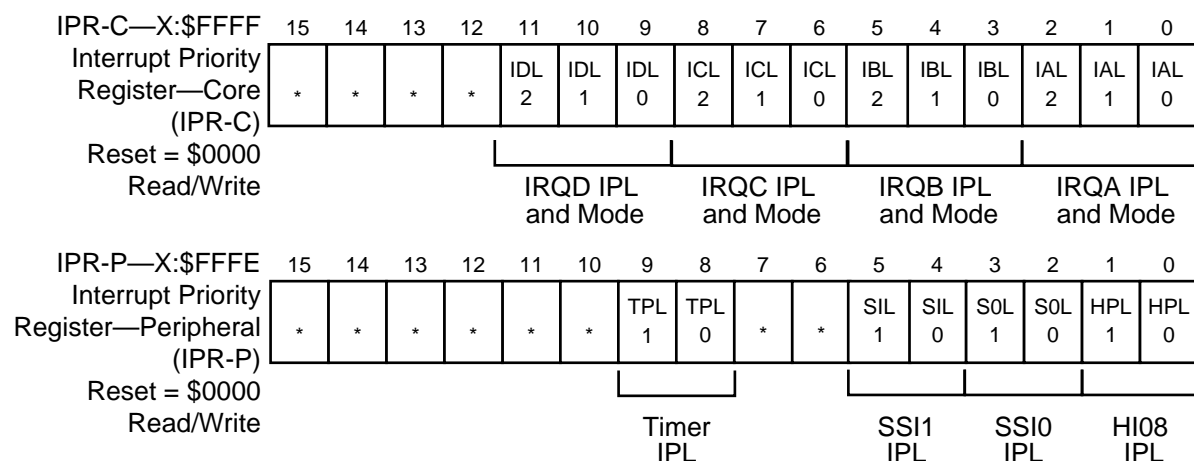 IPR-C—X:$FFFF 15 14 13 12 11 10 9 8 7 6 5 4 3 2 1 0
Interrupt Priority
Register—Core
(IPR-C)
Reset = $0000
Read/Write
* * * * IDL IDL IDL ICL ICL ICL IBL IBL IBL IAL IAL IAL
2 1 0 2 1 0 2 1 0 2 1 0
IRQD IPL IRQC IPL IRQB IPL IRQA IPL
and Mode and Mode and Mode and Mode
IPR-P—X:$FFFE 15 14 13 12 11 10 9 8 7 6 5 4 3 2 1 0
Interrupt Priority
Register—Peripheral
(IPR-P)
Reset = $0000
Read/Write
* * * * * * TPL TPL * * SIL SIL S0L S0L HPL HPL
1 0 1 0 1 0 1 0
Timer SSI1 SSI0 HI08
IPL IPL IPL IPL